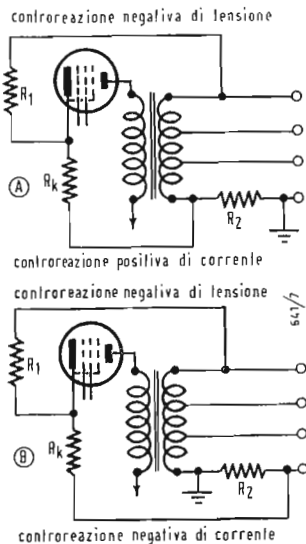 controreazione negativa di tensione
R1
Rk
A
R2
controreazione positiva di corrente
controreazione negativa di tensione
641/7
R1
Rk
B
R2
controreazione negativa di corrente